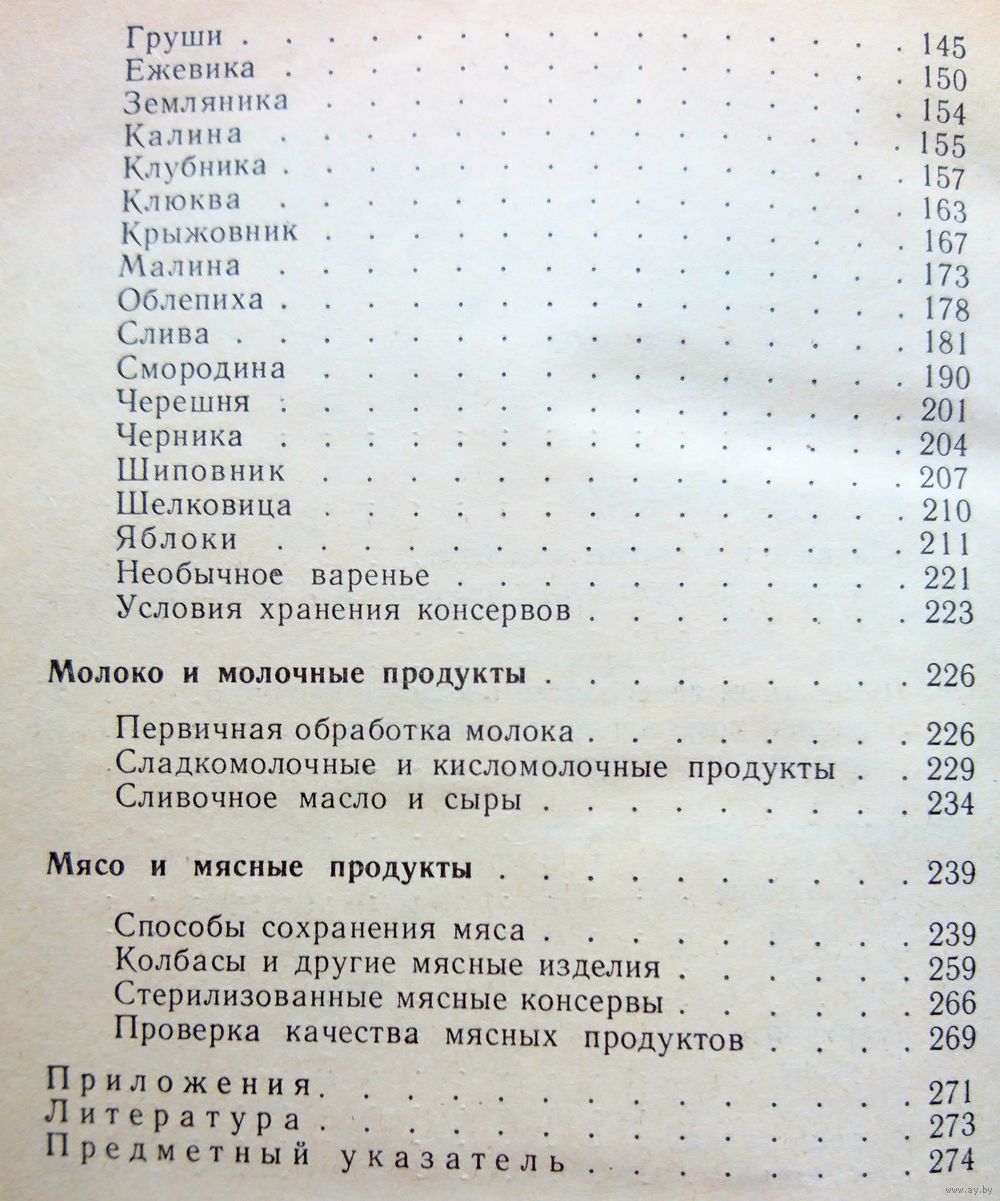 Груши . . . . . . . . . . . . . . . 145
Ежевика . . . . . . . . . . . . . . 150
Земляника . . . . . . . . . . . . . 154
Калина . . . . . . . . . . . . . . 155
Клубника . . . . . . . . . . . . . . 157
Клюква . . . . . . . . . . . . . . 163
Крыжовник . . . . . . . . . . . . . 167
Малина . . . . . . . . . . . . . . 173
Облепиха . . . . . . . . . . . . . . 178
Слива . . . . . . . . . . . . . . . 181
Смородина . . . . . . . . . . . . . 190
Черешня . . . . . . . . . . . . . . 201
Черника . . . . . . . . . . . . . . 204
Шиповник . . . . . . . . . . . . . 207
Шелковица . . . . . . . . . . . . . 210
Яблоки . . . . . . . . . . . . . . 211
Необычное варенье . . . . . . . . . . 221
Условия хранения консервов . . . . . . . 223
Молоко и молочные продукты . . . . . . . . 226
Первичная обработка молока . . . . . . . 226
Сладкомолочные и кисломолочные продукты . . 229
Сливочное масло и сыры . . . . . . . . 234
Мясо и мясные продукты . . . . . . . . . 239
Способы сохранения мяса . . . . . . . . 239
Колбасы и другие мясные изделия . . . . . 259
Стерилизованные мясные консервы . . . . . 266
Проверка качества мясных продуктов . . . . 269
Приложения . . . . . . . . . . . . . 271
Литература . . . . . . . . . . . . . 273
Предметный указатель . . . . . . . 274
www.ay.by